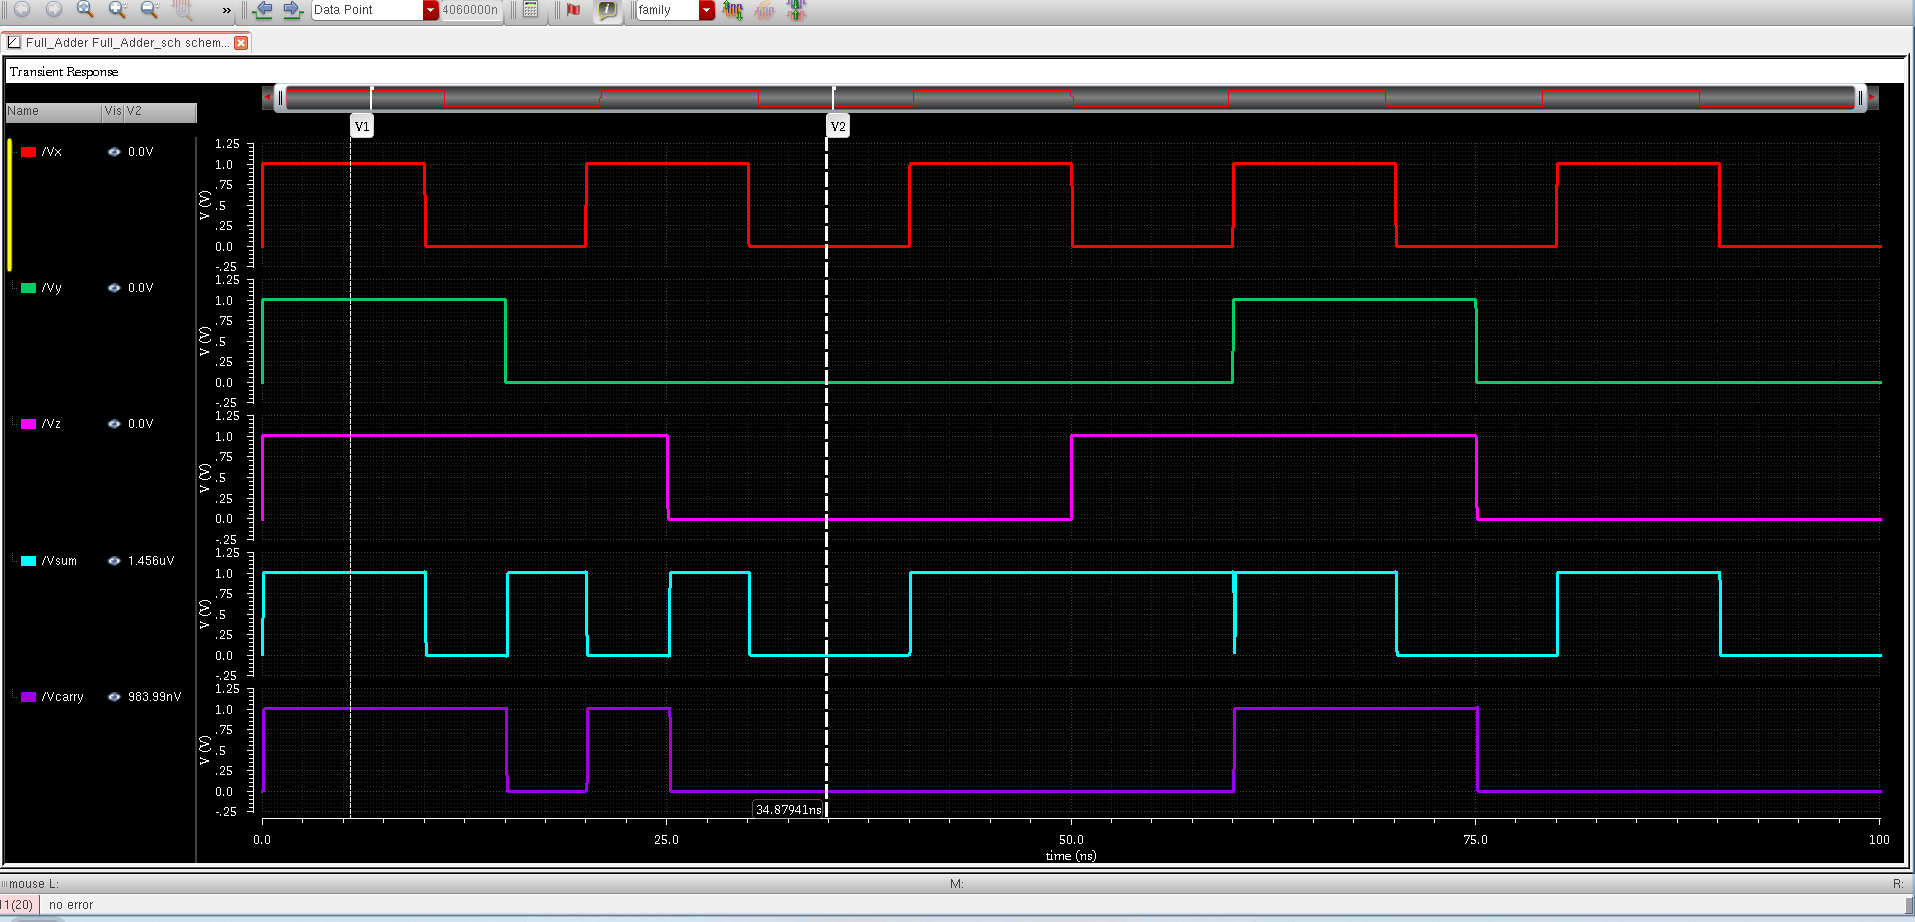 » Data Point 4060000n family
Full_Adder Full_Adder_sch schem...
Transient Response
Name Vis V2
V1 V2
/Vx 0.0V
V (V)
1.25
1.0
.75
.5
.25
0.0
-.25
/Vy 0.0V
V (V)
1.25
1.0
.75
.5
.25
0.0
-.25
/Vz 0.0V
V (V)
1.25
1.0
.75
.5
.25
0.0
-.25
/Vsum 1.456uV
V (V)
1.25
1.0
.75
.5
.25
0.0
-.25
/Vcarry 983.99nV
V (V)
1.25
1.0
.75
.5
.25
0.0
-.25
34.87941ns
0.0 25.0 50.0 75.0 100
time (ns)
mouse L: M: R:
1(20) no error